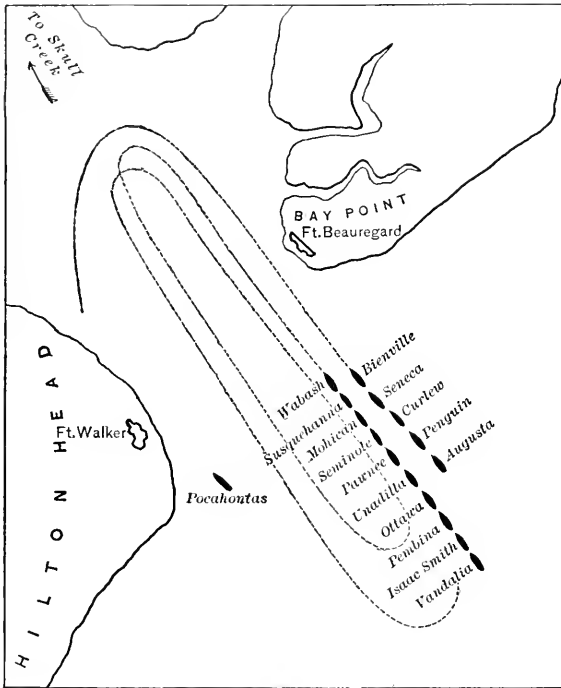 To Skull
Creek
BAY POINT
Ft. Beauregard
HILTON HEAD
Ft. Walker
Pocahontas
Bienville
Seneca
Curlew
Penguin
Augusta
Wabash
Susquehanna
Mohican
Seminole
Pawnee
Unadilla
Ottawa
Pembina
Isaac Smith
Vandalia